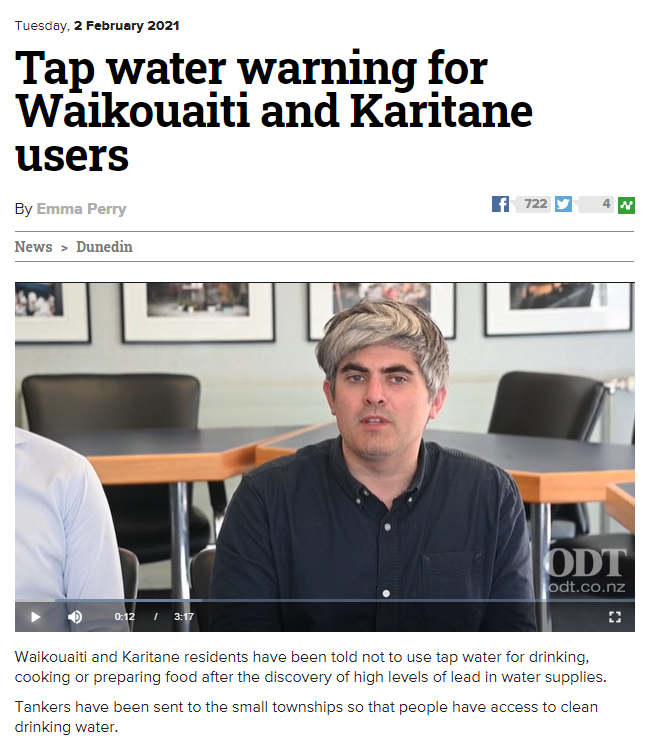 Tuesday, 2 February 2021
Tap water warning for
Waikouaiti and Karitane
users
By Emma Perry
722
4
News > Dunedin
ODT
odt.co.nz
0:12 / 3:17
Waikouaiti and Karitane residents have been told not to use tap water for drinking,
cooking or preparing food after the discovery of high levels of lead in water supplies.
Tankers have been sent to the small townships so that people have access to clean
drinking water.